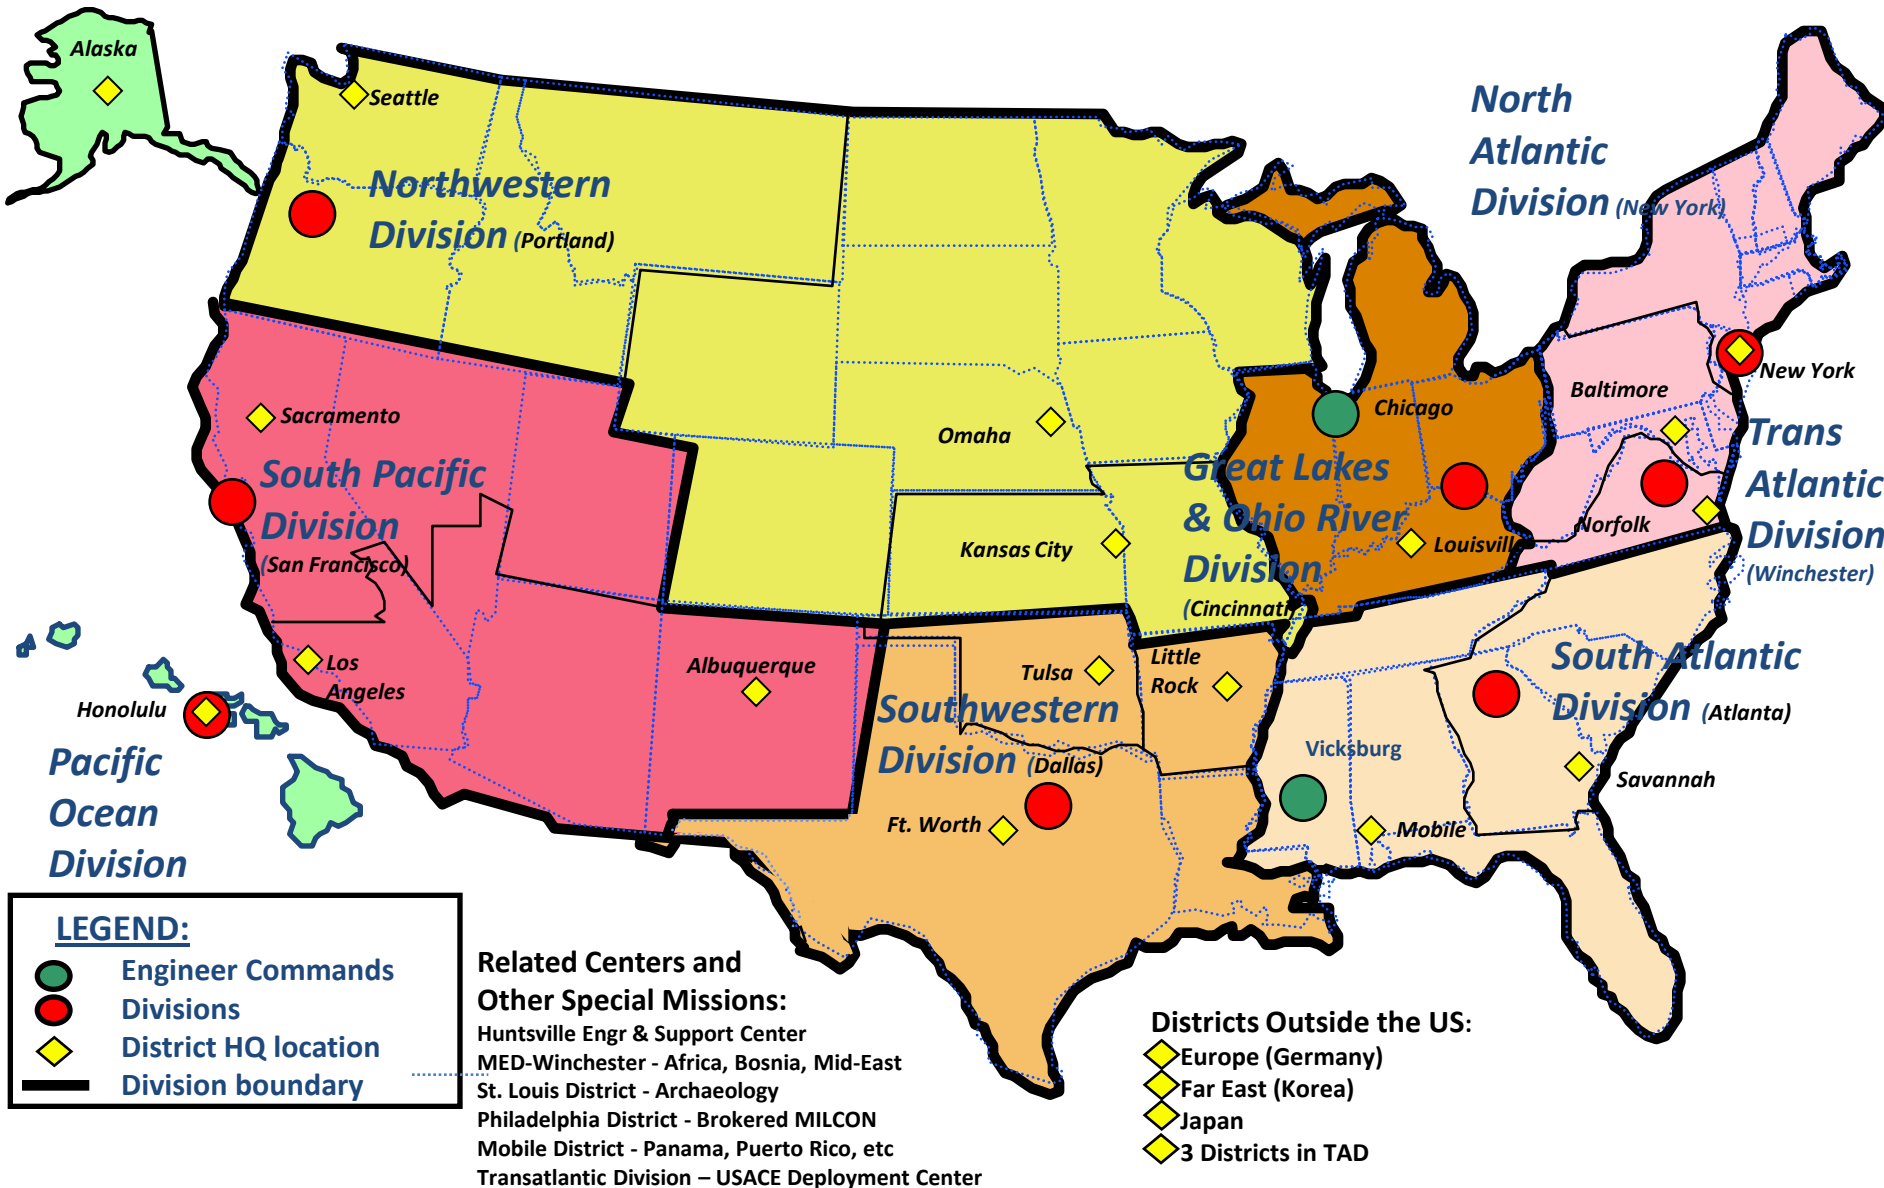 Alaska
Seattle
Northwestern
Division (Portland)
North
Atlantic
Division (New York)
New York
Baltimore
Trans
Atlantic
Division
(Winchester)
Norfolk
Sacramento
South Pacific
Division
(San Francisco)
Omaha
Kansas City
Chicago
Great Lakes
& Ohio River
Division
(Cincinnati)
Louisvill
Los
Angeles
Albuquerque
Tulsa
Little
Rock
Southwestern
Division (Dallas)
Ft. Worth
South Atlantic
Division (Atlanta)
Vicksburg
Savannah
Mobile
Honolulu
Pacific
Ocean
Division
LEGEND:
Engineer Commands
Divisions
District HQ location
Division boundary
Related Centers and
Other Special Missions:
Huntsville Engr & Support Center
MED-Winchester - Africa, Bosnia, Mid-East
St. Louis District - Archaeology
Philadelphia District - Brokered MILCON
Mobile District - Panama, Puerto Rico, etc
Transatlantic Division – USACE Deployment Center
Districts Outside the US:
Europe (Germany)
Far East (Korea)
Japan
3 Districts in TAD